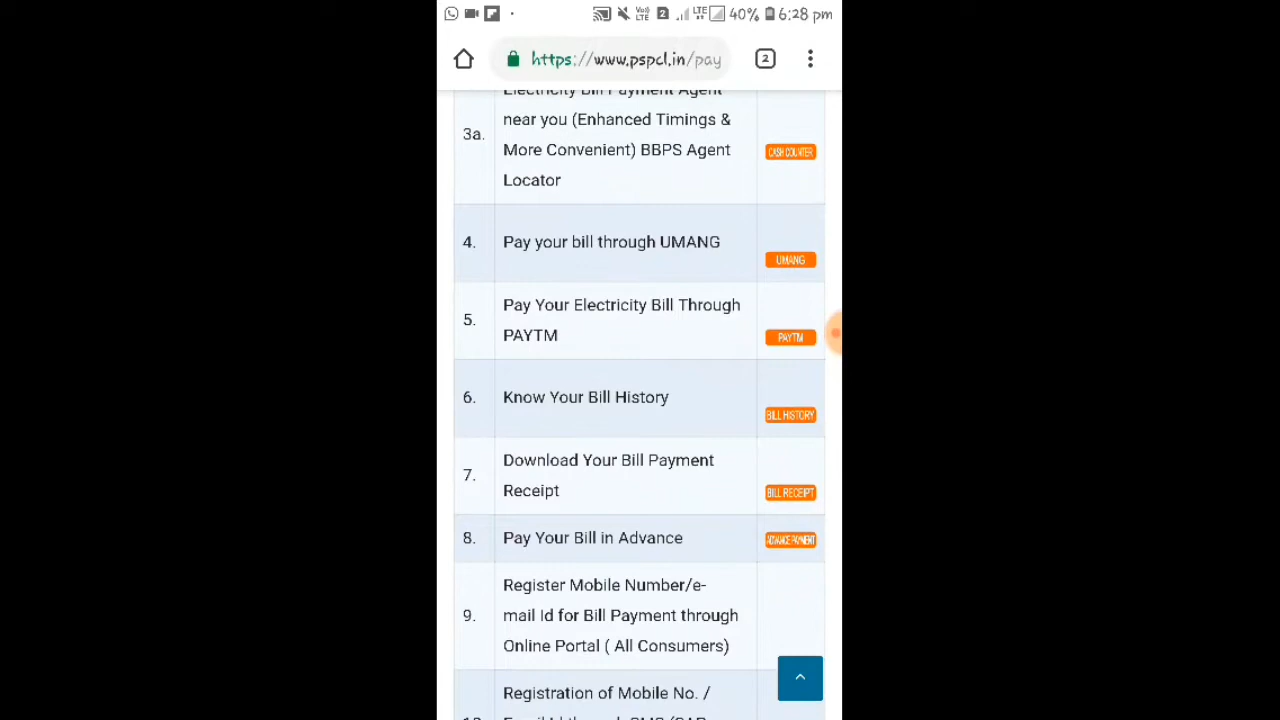 40% 6:28 pm
https://www.pspcl.in/pay
2
Electricity Bill Payment Agent
near you (Enhanced Timings &
3a.
More Convenient) BBPS Agent
CASH COUNTER
Locator
4.
Pay your bill through UMANG
UMANG
Pay Your Electricity Bill Through
5.
PAYTM
PAYTM
6.
Know Your Bill History
BILL HISTORY
Download Your Bill Payment
7.
Receipt
BILL RECEIPT
8.
Pay Your Bill in Advance
ADVANCE PAYMENT
Register Mobile Number/e-
9.
mail Id for Bill Payment through
Online Portal ( All Consumers)
Registration of Mobile No. /